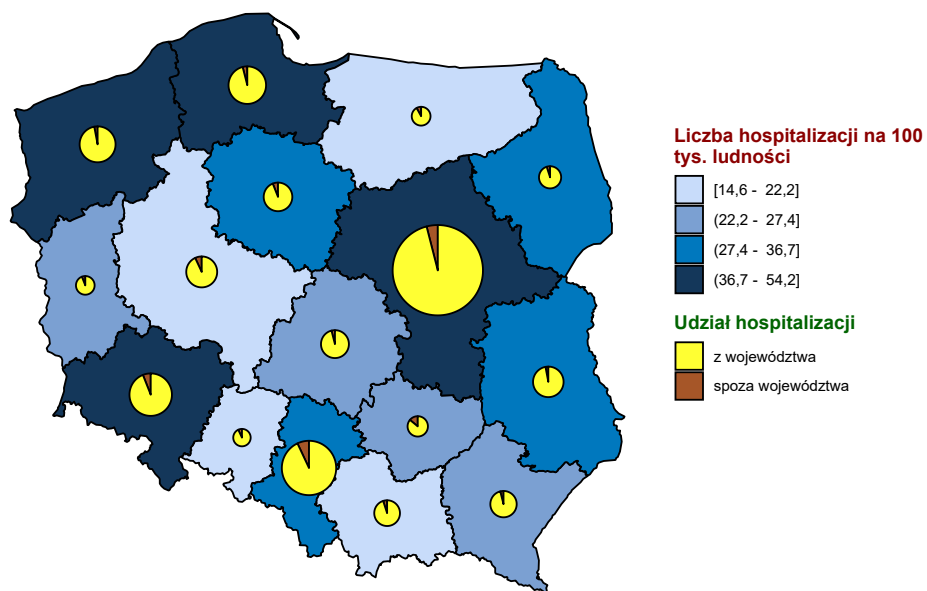 Liczba hospitalizacji na 100
tys. ludności
[14,6 - 22,2]
(22,2 - 27,4]
(27,4 - 36,7]
(36,7 - 54,2]
Udział hospitalizacji
z województwa
spoza województwa